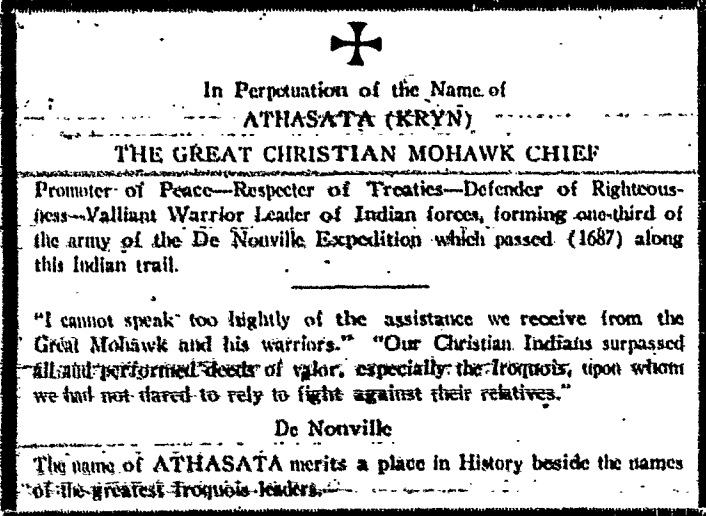 In Perpetuation of the Name of
ATHASATA (KRYN)
THE GREAT CHRISTIAN MOHAWK CHIEF
Promoter of Peace—Respecter of Treaties—Defender of Righteous-
ness—Valliant Warrior Leader of Indian forces, forming one-third of
the army of the De Nonville Expedition which passed (1687) along
this Indian trail.
"I cannot speak too highly of the assistance we receive from the
Great Mohawk and his warriors." "Our Christian Indians surpassed
all and performed deeds of valor, especially the Iroquois, upon whom
we had not dared to rely to fight against their relatives."
De Nonville
The name of ATHASATA merits a place in History beside the names
of the greatest Iroquois leaders.